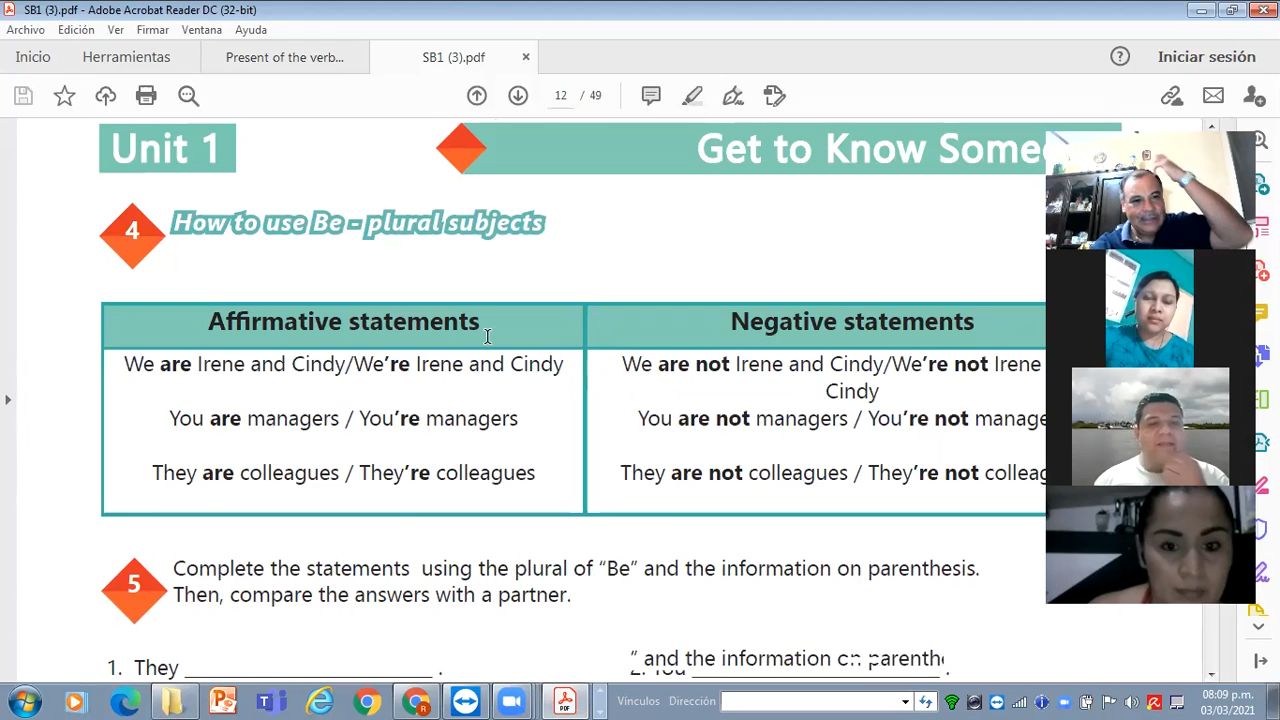 SB1 (3).pdf - Adobe Acrobat Reader DC (32-bit)
Archivo Edición Ver Firmar Ventana Ayuda
Inicio Herramientas Present of the verb... SB1 (3).pdf × Iniciar sesión
12 / 49
Unit 1 Get to Know Some
4 How to use Be - plural subjects
Affirmative statements Negative statements
We are Irene and Cindy/We're Irene and Cindy We are not Irene and Cindy/We're not Irene
Cindy
You are managers / You're managers You are not managers / You're not manage
They are colleagues / They're colleagues They are not colleagues / They're not colleag
5 Complete the statements using the plural of "Be" and the information on parenthesis.
Then, compare the answers with a partner.
" and the information on parenthe
1. They ______________________ . 2. You ______________________ .
Vínculos Dirección
08:09 p.m.
03/03/2021